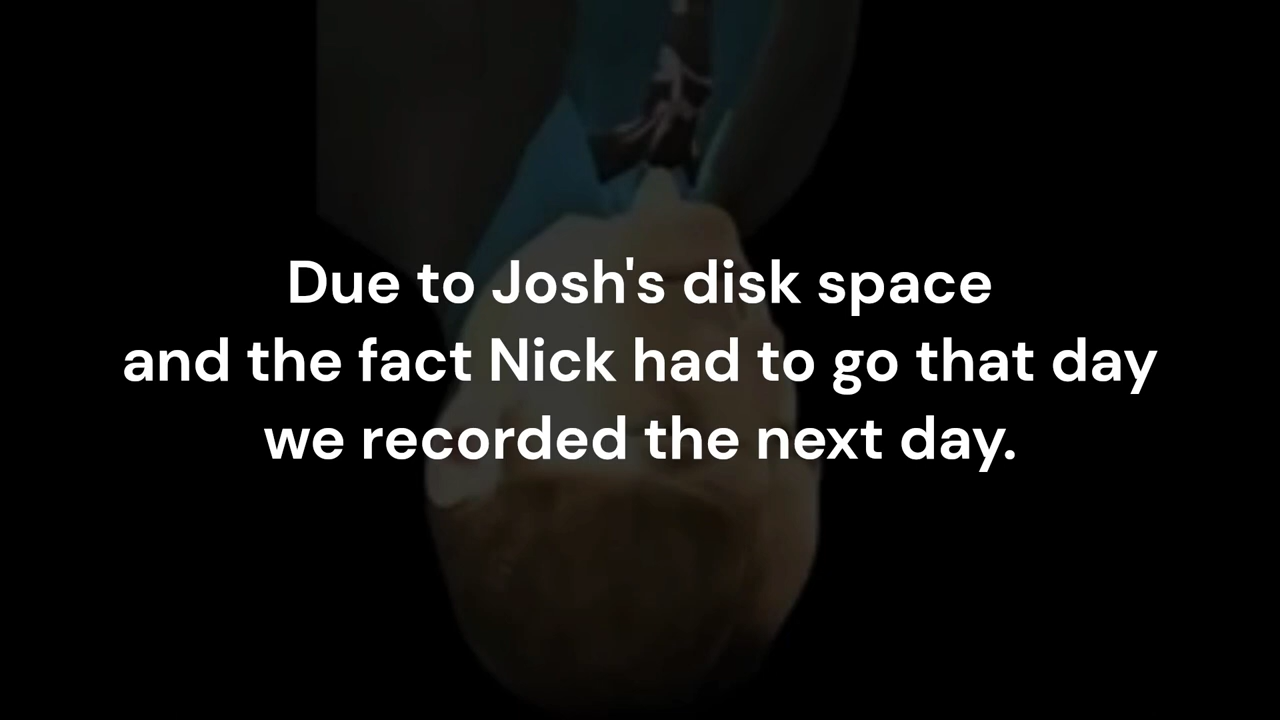 Due to Josh's disk space
and the fact Nick had to go that day
we recorded the next day.